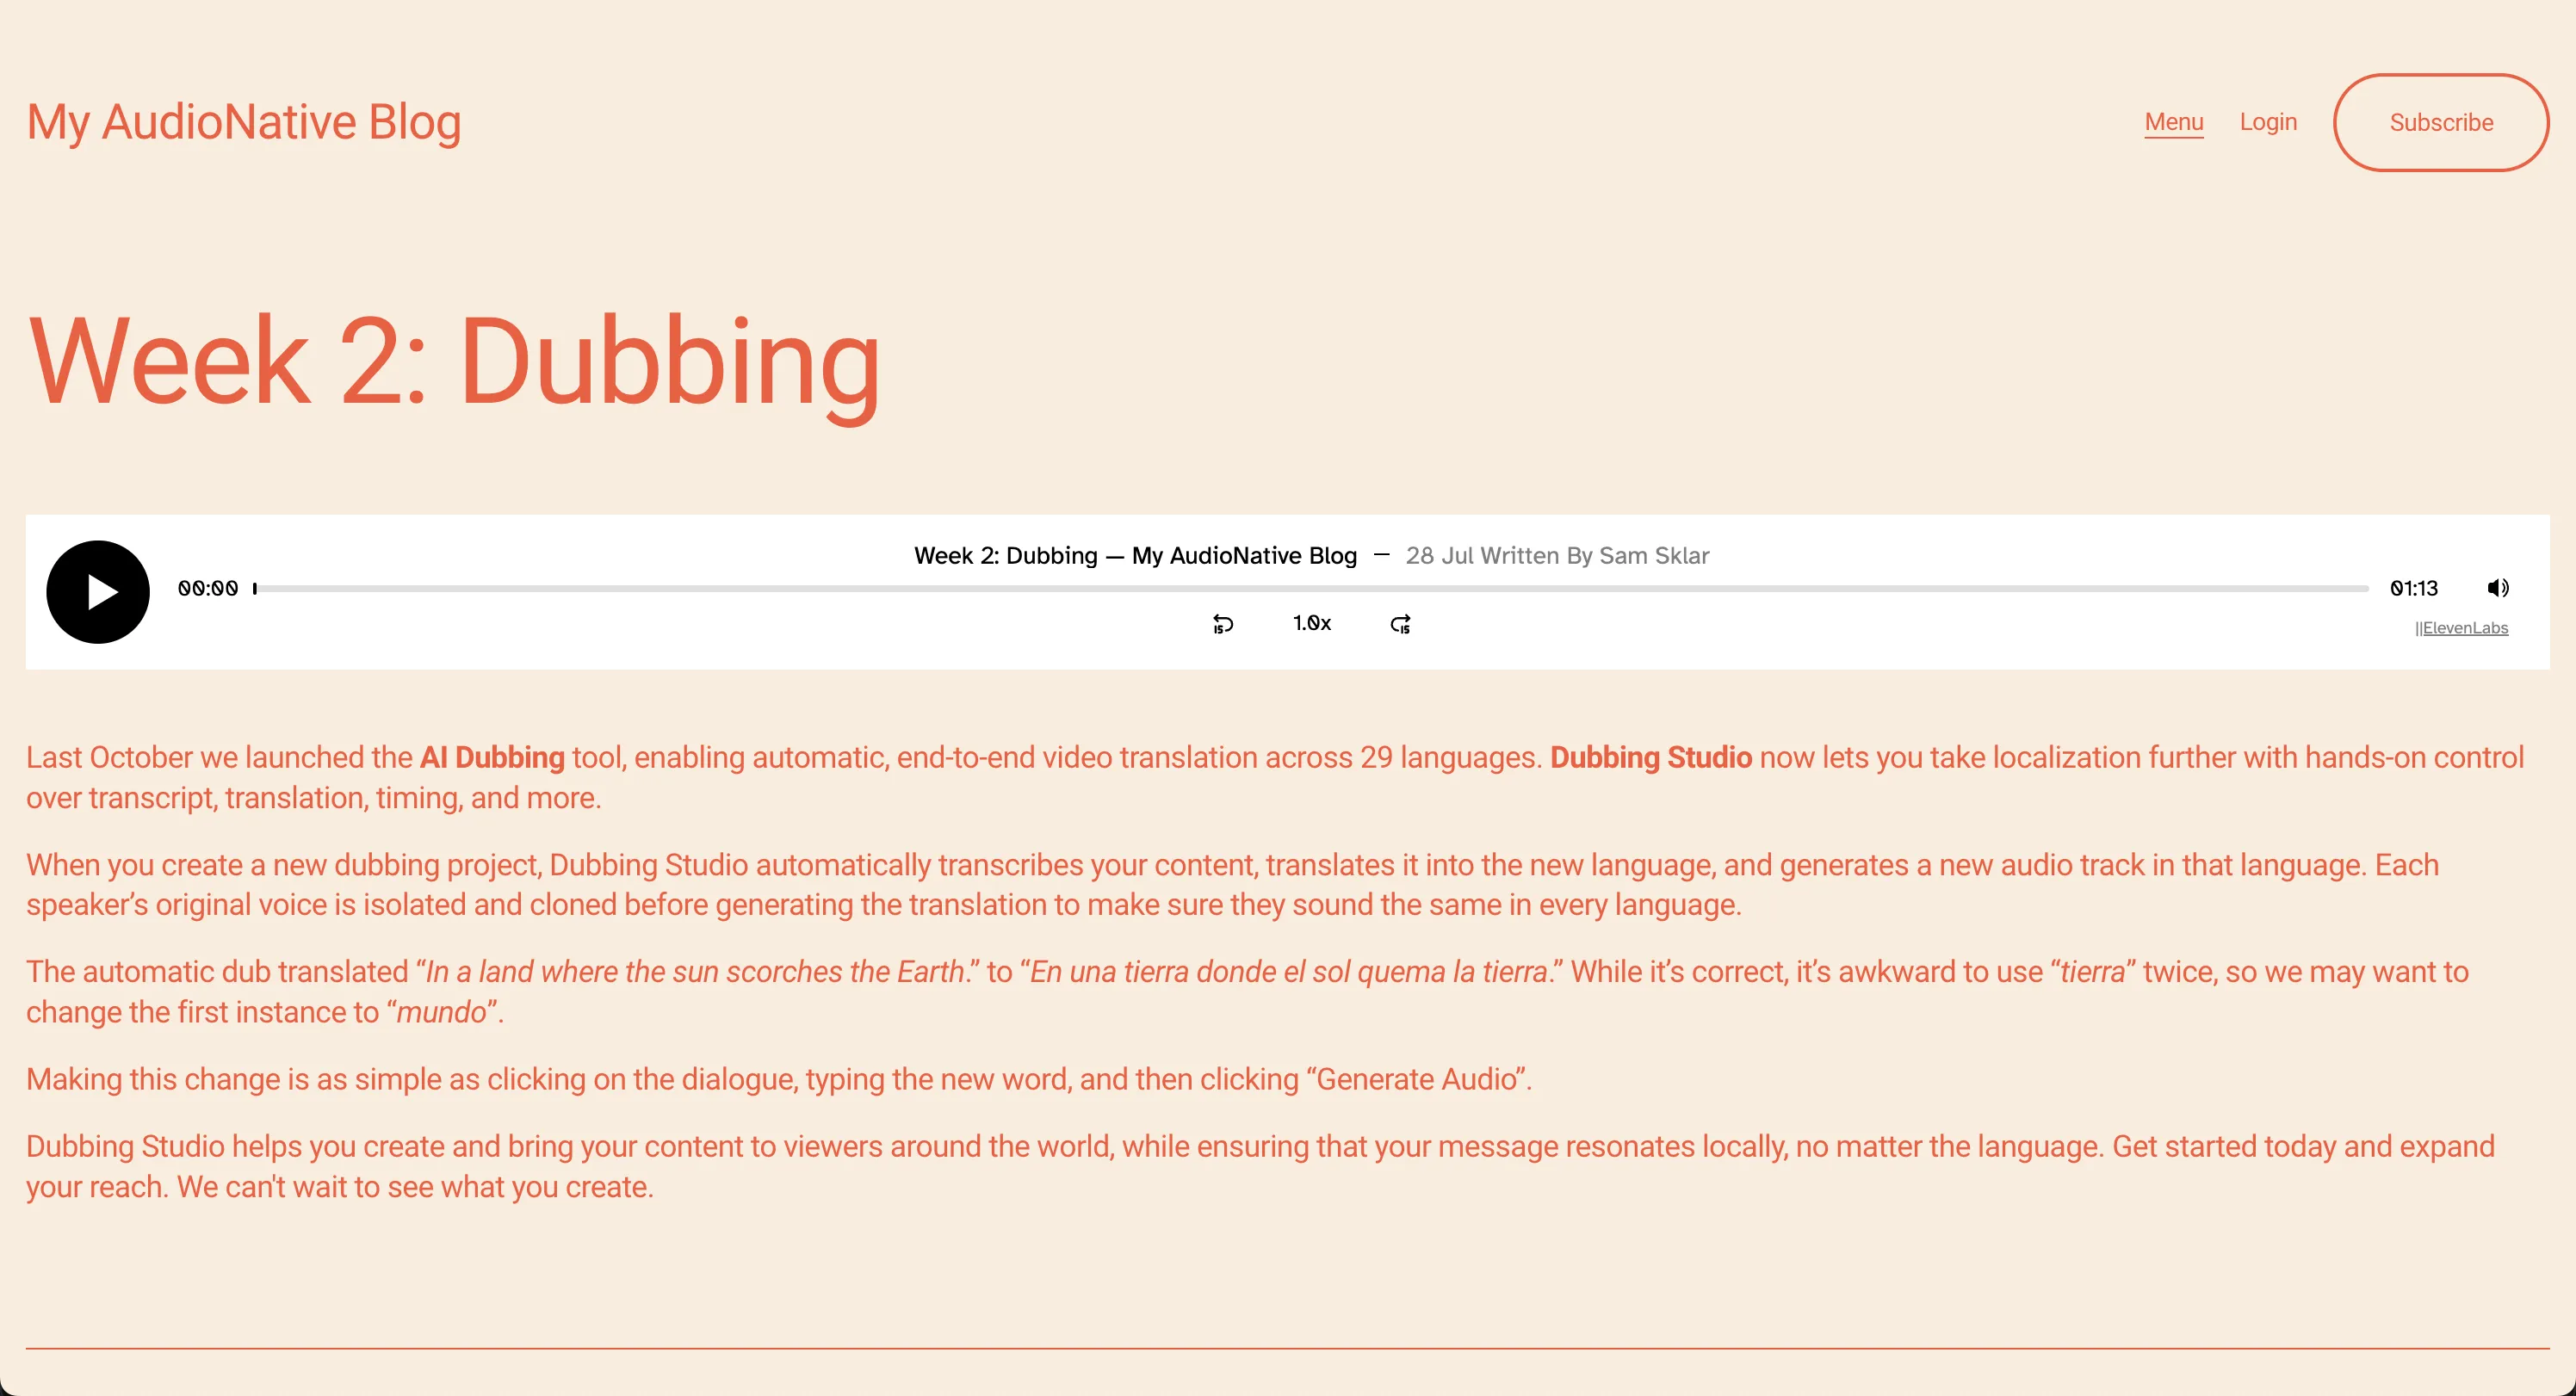 My AudioNative Blog
Menu
Login
Subscribe
Week 2: Dubbing
Week 2: Dubbing — My AudioNative Blog — 28 Jul Written By Sam Sklar
00:00
01:13
15
1.0x
15
||ElevenLabs
Last October we launched the AI Dubbing tool, enabling automatic, end-to-end video translation across 29 languages. Dubbing Studio now lets you take localization further with hands-on control
over transcript, translation, timing, and more.
When you create a new dubbing project, Dubbing Studio automatically transcribes your content, translates it into the new language, and generates a new audio track in that language. Each
speaker’s original voice is isolated and cloned before generating the translation to make sure they sound the same in every language.
The automatic dub translated “In a land where the sun scorches the Earth.” to “En una tierra donde el sol quema la tierra.” While it’s correct, it’s awkward to use “tierra” twice, so we may want to
change the first instance to “mundo”.
Making this change is as simple as clicking on the dialogue, typing the new word, and then clicking “Generate Audio”.
Dubbing Studio helps you create and bring your content to viewers around the world, while ensuring that your message resonates locally, no matter the language. Get started today and expand
your reach. We can't wait to see what you create.